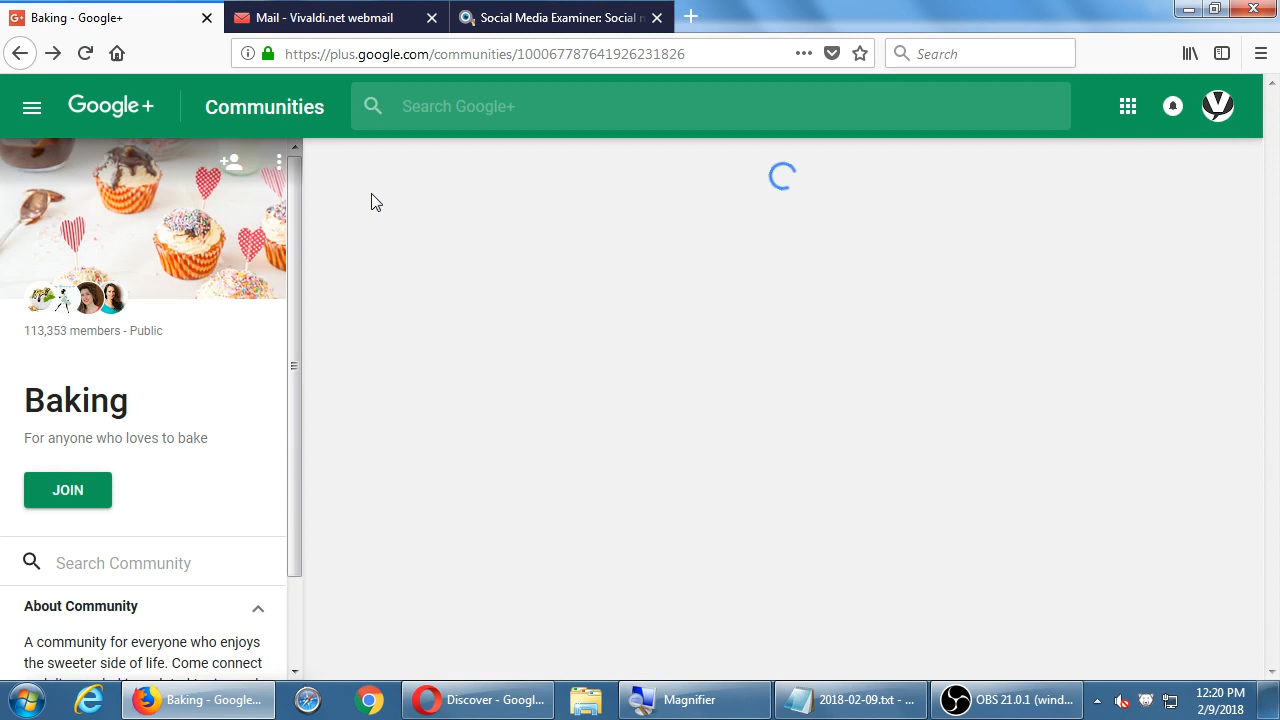 Baking - Google+
Mail - Vivaldi.net webmail
Social Media Examiner: Social
https://plus.google.com/communities/100067787641926231826
Search
Google+
Communities
Search Google+
113,353 members - Public
Baking
For anyone who loves to bake
JOIN
Search Community
About Community
A community for everyone who enjoys
the sweeter side of life. Come connect
Baking - Google...
Discover - Googl...
Magnifier
2018-02-09.txt - ...
OBS 21.0.1 (wind...
12:20 PM
2/9/2018